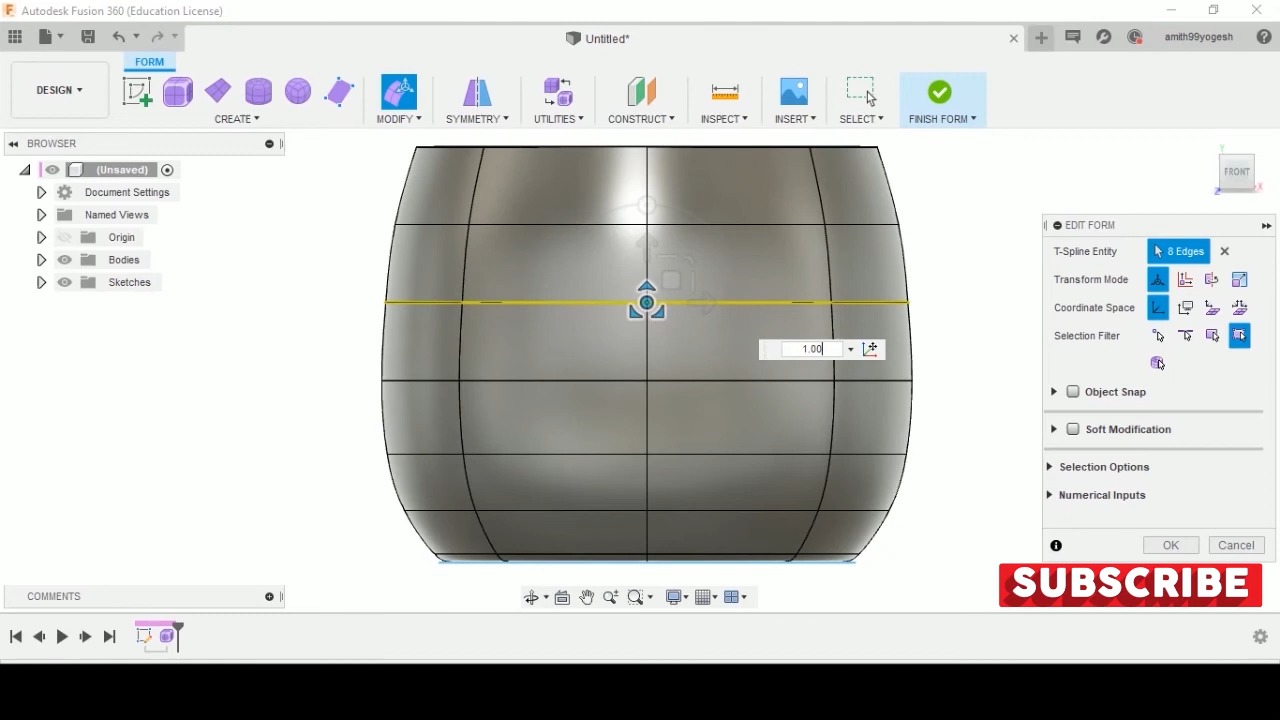 Autodesk Fusion 360 (Education License)
Untitled*
amith99yogesh
FORM
DESIGN
CREATE
MODIFY
SYMMETRY
UTILITIES
CONSTRUCT
INSPECT
INSERT
SELECT
FINISH FORM
BROWSER
(Unsaved)
Document Settings
Named Views
Origin
Bodies
Sketches
Y
FRONT
Z
X
EDIT FORM
T-Spline Entity
8 Edges
Transform Mode
Coordinate Space
Selection Filter
Object Snap
Soft Modification
Selection Options
Numerical Inputs
OK
Cancel
1.00
SUBSCRIBE
COMMENTS